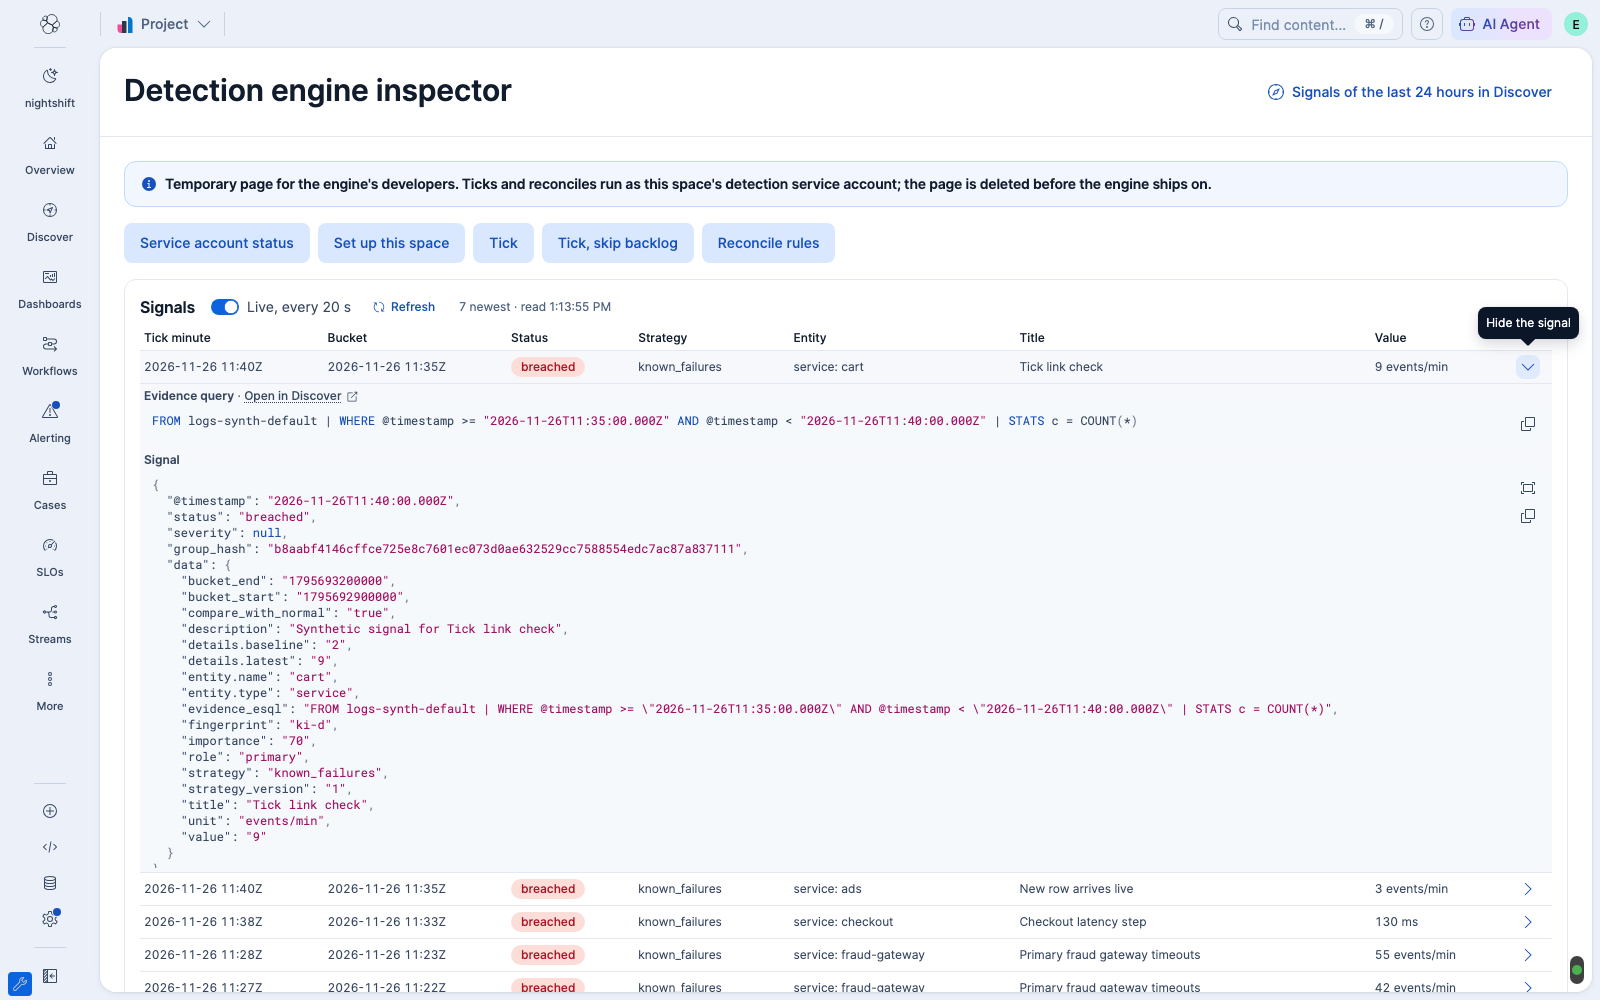 Project
Find content... ⌘ /
AI Agent
E
nightshift
Overview
Discover
Dashboards
Workflows
Alerting
Cases
SLOs
Streams
More
Detection engine inspector
Signals of the last 24 hours in Discover
Temporary page for the engine's developers. Ticks and reconciles run as this space's detection service account; the page is deleted before the engine ships on.
Service account status
Set up this space
Tick
Tick, skip backlog
Reconcile rules
Signals Live, every 20 s Refresh 7 newest · read 1:13:55 PM
Hide the signal
Tick minute Bucket Status Strategy Entity Title Value
2026-11-26 11:40Z 2026-11-26 11:35Z breached known_failures service: cart Tick link check 9 events/min
Evidence query · Open in Discover
FROM logs-synth-default | WHERE @timestamp >= "2026-11-26T11:35:00.000Z" AND @timestamp < "2026-11-26T11:40:00.000Z" | STATS c = COUNT(*)
Signal
{
"@timestamp": "2026-11-26T11:40:00.000Z",
"status": "breached",
"severity": null,
"group_hash": "b8aabf4146cffce725e8c7601ec073d0ae632529cc7588554edc7ac87a837111",
"data": {
"bucket_end": "1795693200000",
"bucket_start": "1795692900000",
"compare_with_normal": "true",
"description": "Synthetic signal for Tick link check",
"details.baseline": "2",
"details.latest": "9",
"entity.name": "cart",
"entity.type": "service",
"evidence_esql": "FROM logs-synth-default | WHERE @timestamp >= \"2026-11-26T11:35:00.000Z\" AND @timestamp < \"2026-11-26T11:40:00.000Z\" | STATS c = COUNT(*)",
"fingerprint": "ki-d",
"importance": "70",
"role": "primary",
"strategy": "known_failures",
"strategy_version": "1",
"title": "Tick link check",
"unit": "events/min",
"value": "9"
}
2026-11-26 11:40Z 2026-11-26 11:35Z breached known_failures service: ads New row arrives live 3 events/min
2026-11-26 11:38Z 2026-11-26 11:33Z breached known_failures service: checkout Checkout latency step 130 ms
2026-11-26 11:28Z 2026-11-26 11:23Z breached known_failures service: fraud-gateway Primary fraud gateway timeouts 55 events/min
2026-11-26 11:27Z 2026-11-26 11:22Z breached known_failures service: fraud-gateway Primary fraud gateway timeouts 42 events/min